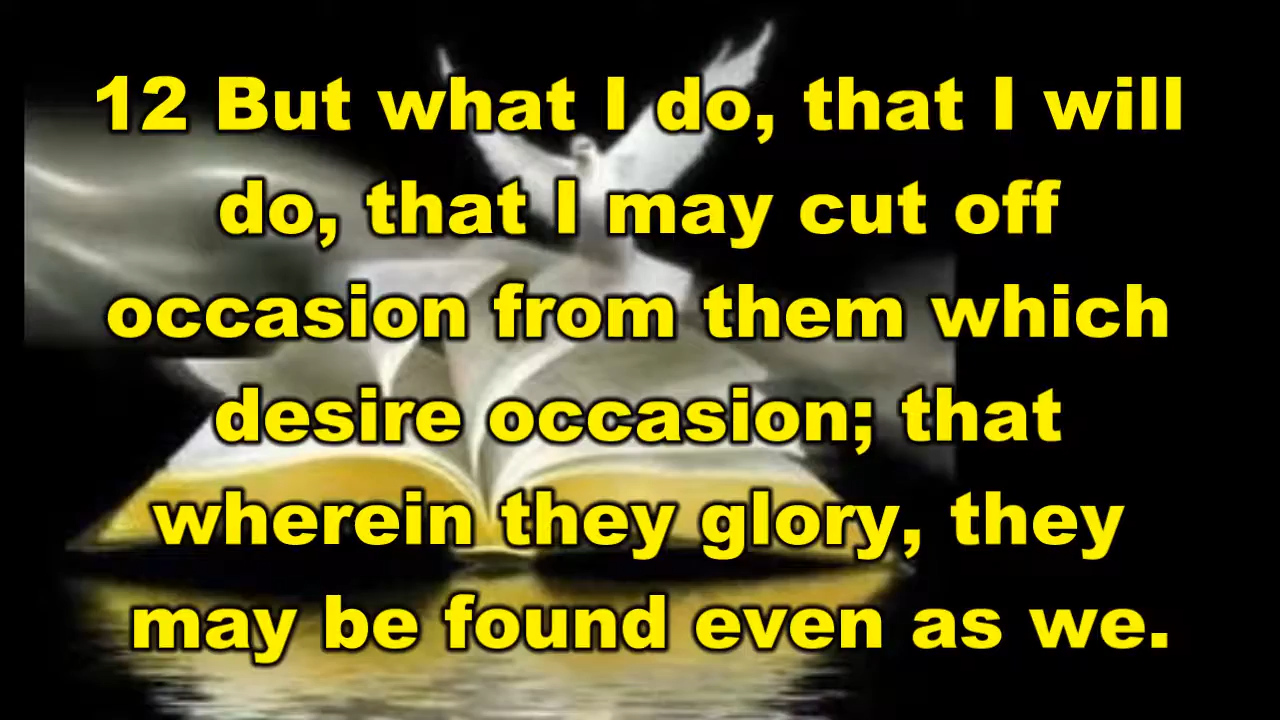 12 But what I do, that I will
do, that I may cut off
occasion from them which
desire occasion; that
wherein they glory, they
may be found even as we.